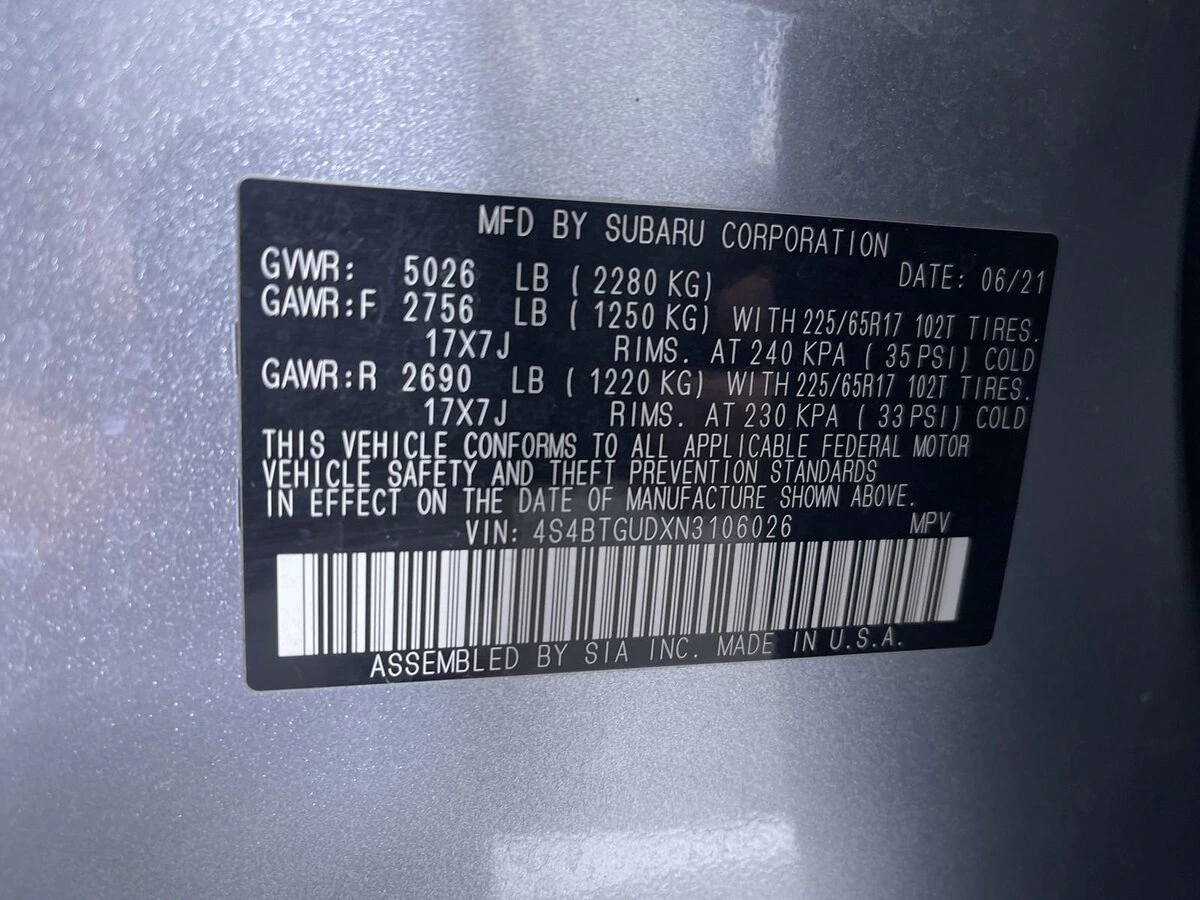 MFD BY SUBARU CORPORATION
GVWR: 5026 LB ( 2280 KG) DATE: 06/21
GAWR:F 2756 LB ( 1250 KG) WITH 225/65R17 102T TIRES.
17X7J RIMS. AT 240 KPA ( 35 PSI) COLD
GAWR:R 2690 LB ( 1220 KG) WITH 225/65R17 102T TIRES.
17X7J RIMS. AT 230 KPA ( 33 PSI) COLD
THIS VEHICLE CONFORMS TO ALL APPLICABLE FEDERAL MOTOR
VEHICLE SAFETY AND THEFT PREVENTION STANDARDS
IN EFFECT ON THE DATE OF MANUFACTURE SHOWN ABOVE.
VIN: 4S4BTGUDXN3106026 MPV
ASSEMBLED BY SIA INC. MADE IN U.S.A.